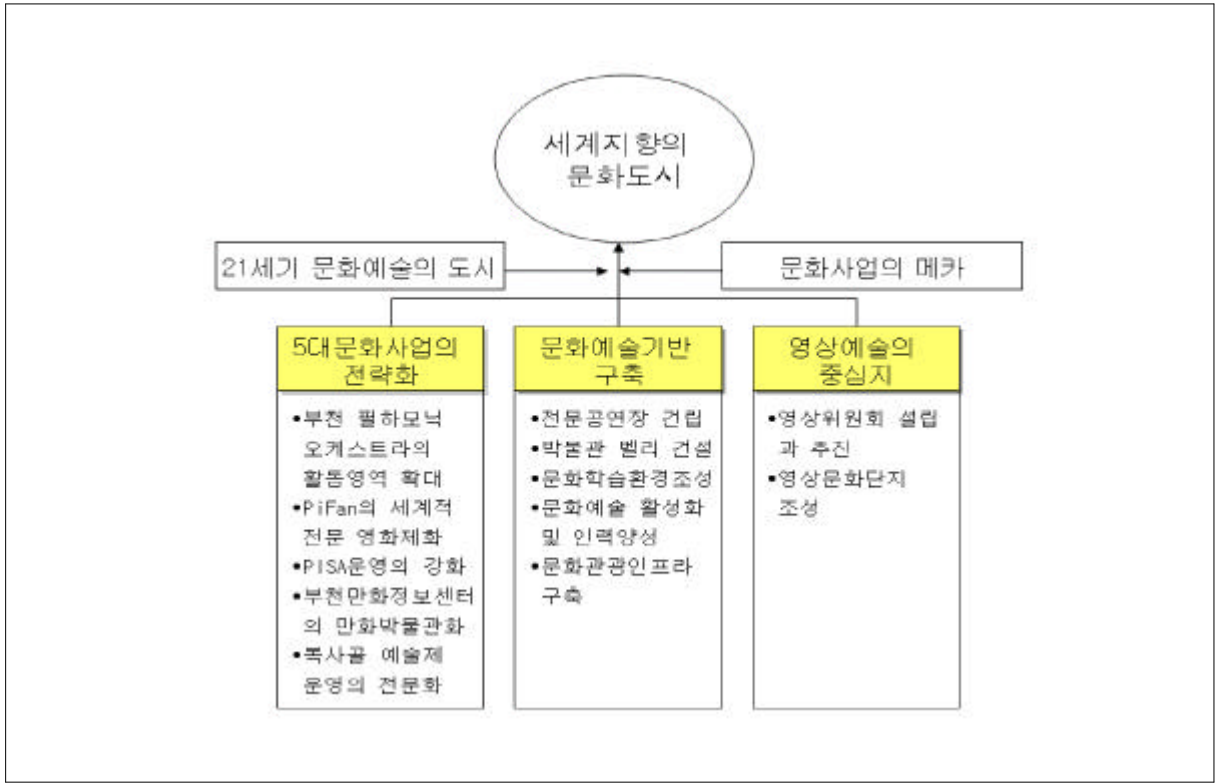 세계지향의
문화도시
21세기 문화예술의 도시
문화사업의 메카
5대문화사업의
전략화
•부천 필하모닉
오케스트라의
활동영역 확대
•PiFan의 세계적
전문 영화제화
•PISA운영의 강화
•부천만화정보센터
의 만화박물관화
•복사골 예술제
운영의 전문화
문화예술기반
구축
•전문공연장 건립
•박물관 벨리 건설
•문화학습환경조성
•문화예술 활성화
및 인력양성
•문화관광인프라
구축
영상예술의
중심지
•영상위원회 설립
과 추진
•영상문화단지
조성